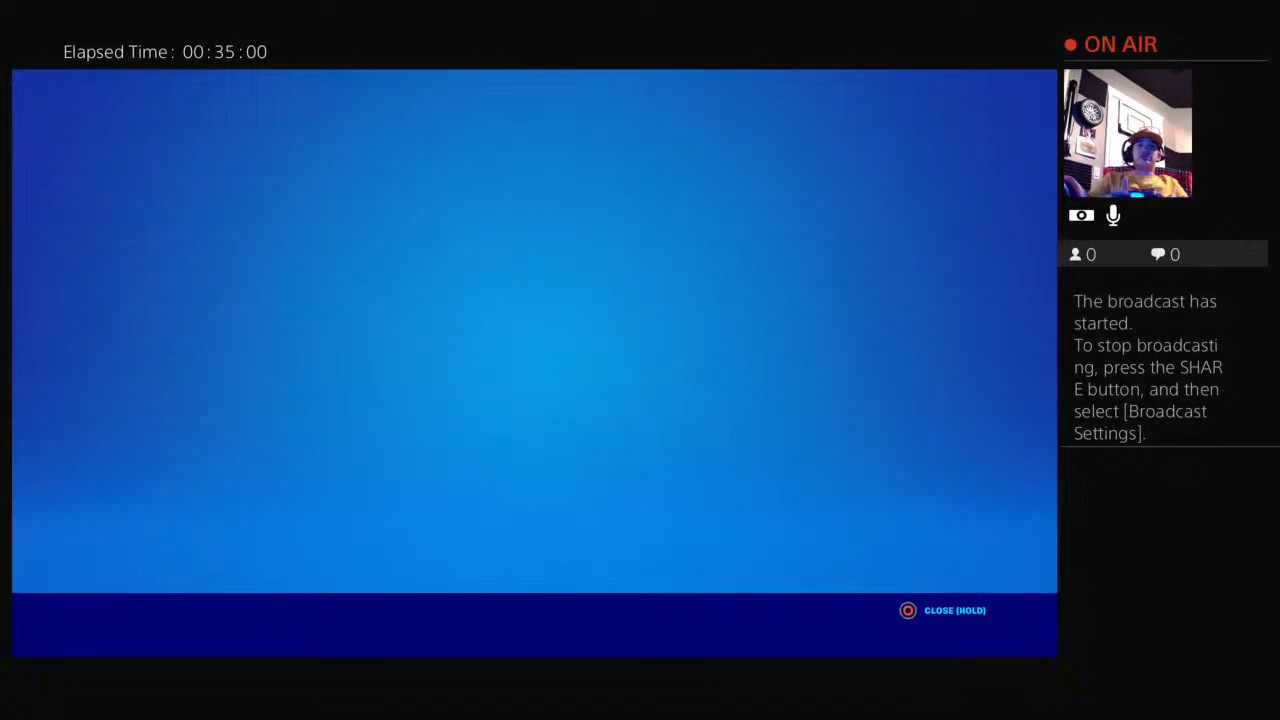 Elapsed Time: 00:35:00
ON AIR
0 0
The broadcast has
started.
To stop broadcasti
ng, press the SHAR
E button, and then
select [Broadcast
Settings].
CLOSE (HOLD)